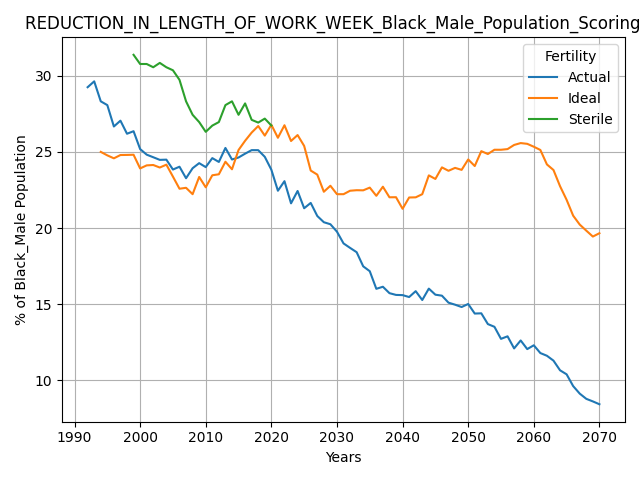 REDUCTION_IN_LENGTH_OF_WORK_WEEK_Black_Male_Population_Scoring
Fertility
Actual
Ideal
Sterile
% of Black_Male Population
30
25
20
15
10
1990 2000 2010 2020 2030 2040 2050 2060 2070
Years